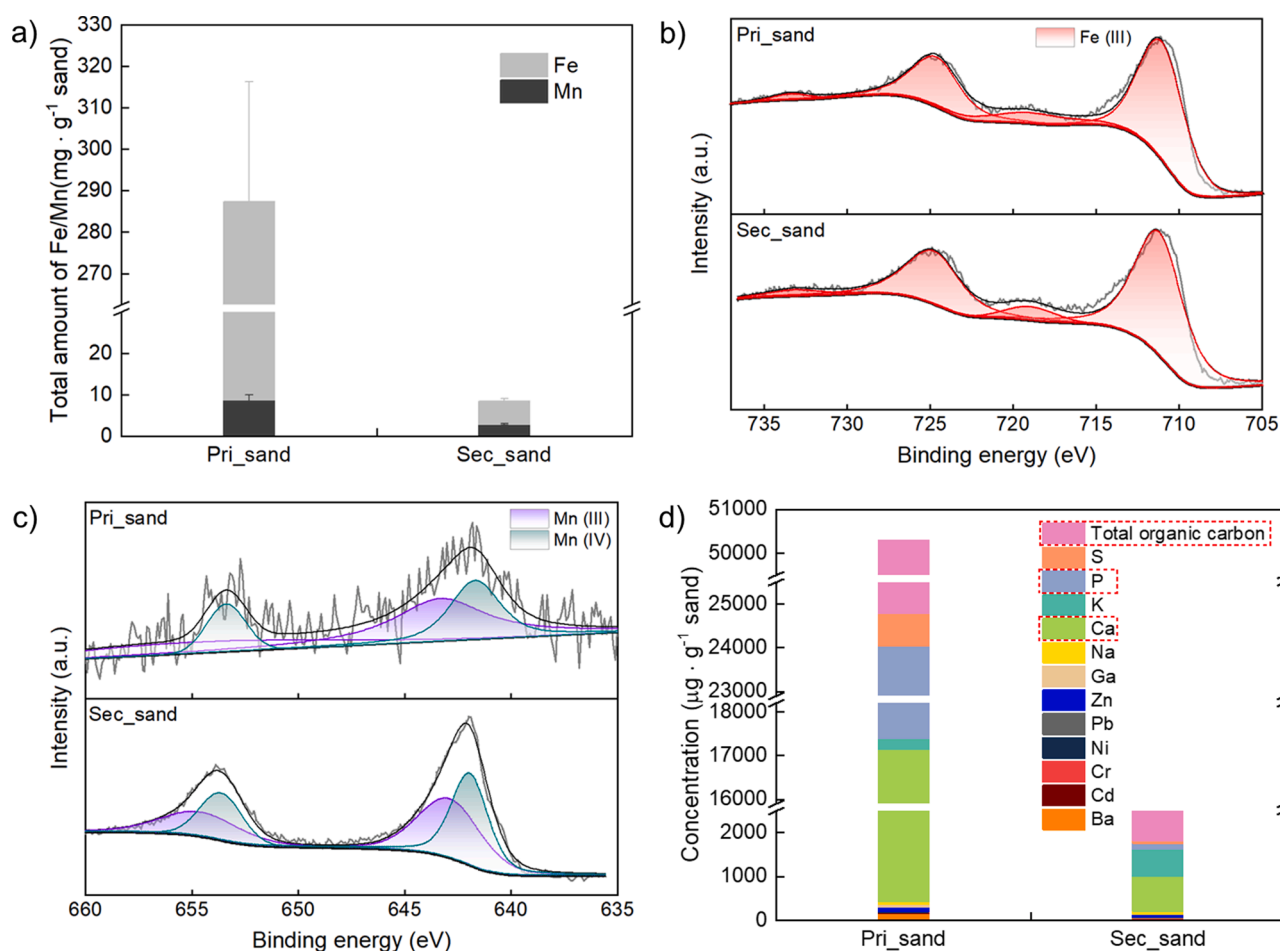 a)
Total amount of Fe/Mn(mg · g⁻¹ sand)
330
320
310
300
290
280
270
20
10
0
Fe
Mn
Pri_sand
Sec_sand
b)
Intensity (a.u.)
Pri_sand
Fe (III)
Sec_sand
735
730
725
720
715
710
705
Binding energy (eV)
c)
Intensity (a.u.)
Pri_sand
Mn (III)
Mn (IV)
Sec_sand
660
655
650
645
640
635
Binding energy (eV)
d)
Concentration (μg · g⁻¹ sand)
51000
50000
25000
24000
23000
18000
17000
16000
2000
1000
0
Total organic carbon
S
P
K
Ca
Na
Ga
Zn
Pb
Ni
Cr
Cd
Ba
Pri_sand
Sec_sand